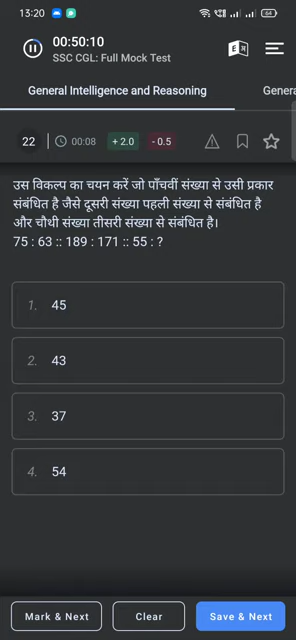 13:20
64
00:50:10
SSC CGL: Full Mock Test
General Intelligence and Reasoning Genera
22 00:08 + 2.0 - 0.5
उस विकल्प का चयन करें जो पाँचवीं संख्या से उसी प्रकार
संबंधित है जैसे दूसरी संख्या पहली संख्या से संबंधित है
और चौथी संख्या तीसरी संख्या से संबंधित है।
75 : 63 :: 189 : 171 :: 55 : ?
1. 45
2. 43
3. 37
4. 54
Mark & Next Clear Save & Next